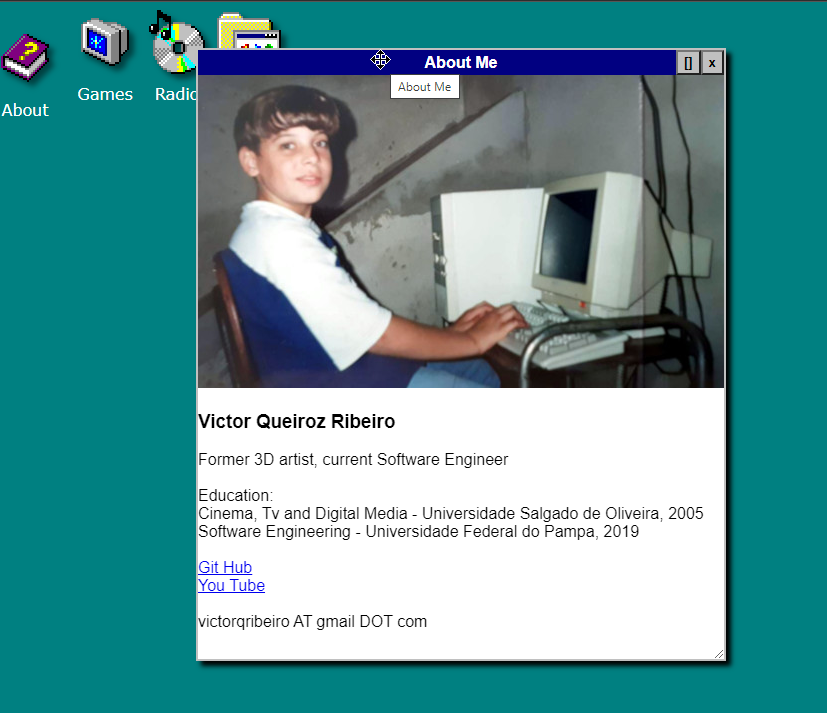 About
Games
Radio
About Me
[]
x
About Me
Victor Queiroz Ribeiro
Former 3D artist, current Software Engineer
Education:
Cinema, Tv and Digital Media - Universidade Salgado de Oliveira, 2005
Software Engineering - Universidade Federal do Pampa, 2019
Git Hub
You Tube
victorqribeiro AT gmail DOT com